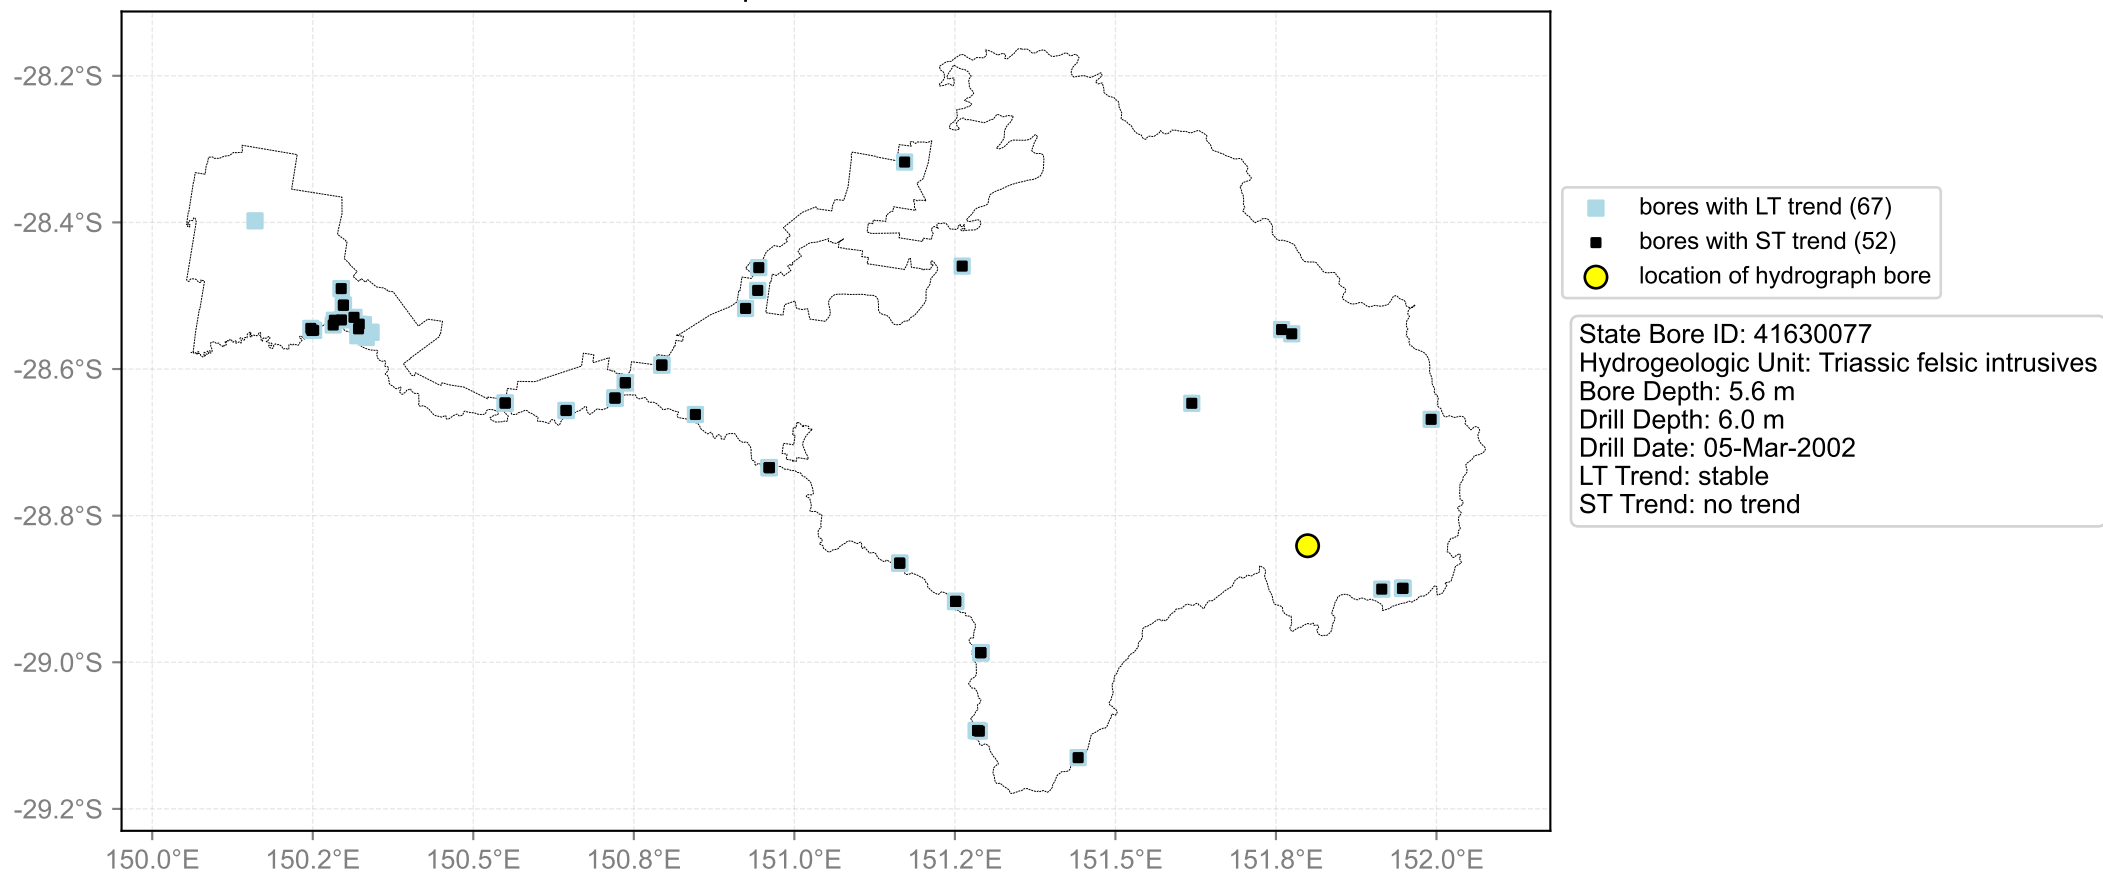 -28.2°S
-28.4°S
-28.6°S
-28.8°S
-29.0°S
-29.2°S
150.0°E 150.2°E 150.5°E 150.8°E 151.0°E 151.2°E 151.5°E 151.8°E 152.0°E
bores with LT trend (67)
bores with ST trend (52)
location of hydrograph bore
State Bore ID: 41630077
Hydrogeologic Unit: Triassic felsic intrusives
Bore Depth: 5.6 m
Drill Depth: 6.0 m
Drill Date: 05-Mar-2002
LT Trend: stable
ST Trend: no trend